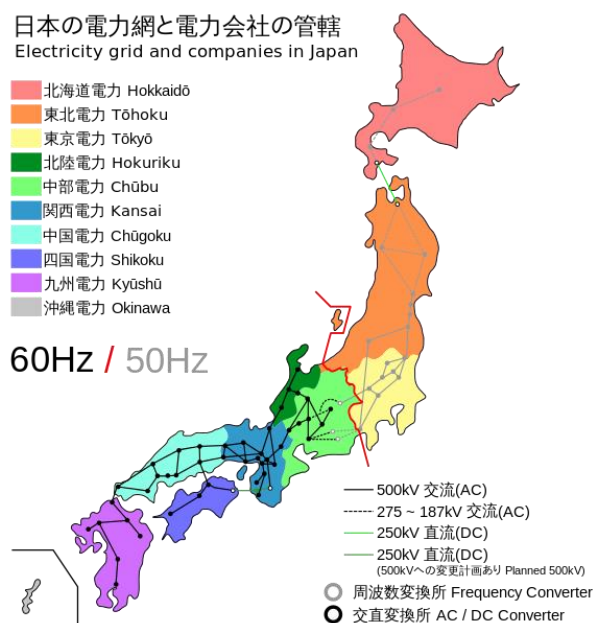 日本の電力網と電力会社の管轄
Electricity grid and companies in Japan
北海道電力 Hokkaidō
東北電力 Tōhoku
東京電力 Tōkyō
北陸電力 Hokuriku
中部電力 Chūbu
関西電力 Kansai
中国電力 Chūgoku
四国電力 Shikoku
九州電力 Kyūshū
沖縄電力 Okinawa
60Hz / 50Hz
500kV 交流(AC)
275 ~ 187kV 交流(AC)
250kV 直流(DC)
250kV 直流(DC)
(500kVへの変更計画あり Planned 500kV)
周波数変換所 Frequency Converter
交直変換所 AC / DC Converter